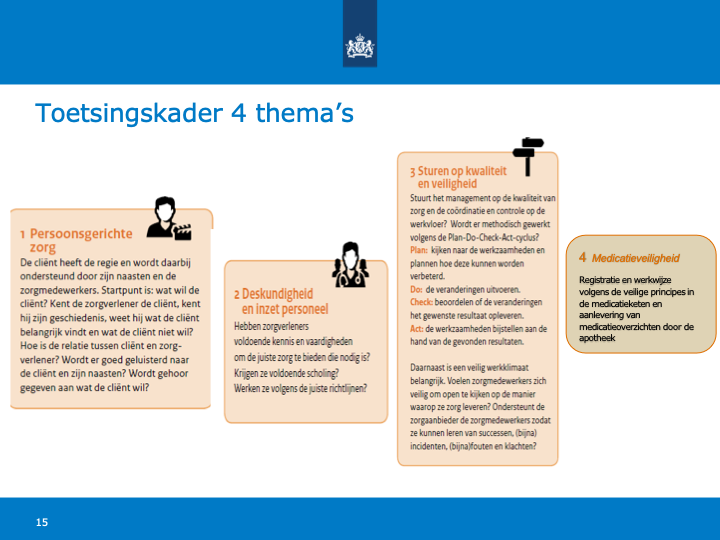 Toetsingskader 4 thema’s
1 Persoonsgerichte
zorg
De cliënt heeft de regie en wordt daarbij
ondersteund door zijn naasten en de
zorgmedewerkers. Startpunt is: wat wil de
cliënt? Kent de zorgverlener de cliënt, kent
hij zijn geschiedenis, weet hij wat de cliënt
belangrijk vindt en wat de cliënt niet wil?
Hoe is de relatie tussen cliënt en zorg-
verlener? Wordt er goed geluisterd naar
de cliënt en zijn naasten? Wordt gehoor
gegeven aan wat de cliënt wil?
2 Deskundigheid
en inzet personeel
Hebben zorgverleners
voldoende kennis en vaardigheden
om de juiste zorg te bieden die nodig is?
Krijgen ze voldoende scholing?
Werken ze volgens de juiste richtlijnen?
3 Sturen op kwaliteit
en veiligheid
Stuurt het management op de kwaliteit van
zorg en de coördinatie en controle op de
werkvloer? Wordt er methodisch gewerkt
volgens de Plan-Do-Check-Act-cyclus?
Plan: kijken naar de werkzaamheden en
plannen hoe deze kunnen worden
verbeterd.
Do: de veranderingen uitvoeren.
Check: beoordelen of de veranderingen
het gewenste resultaat opleveren.
Act: de werkzaamheden bijstellen aan de
hand van de gevonden resultaten.
Daarnaast is een veilig werkklimaat
belangrijk. Voelen zorgmedewerkers zich
veilig om open te kijken op de manier
waarop ze zorg leveren? Ondersteunt de
zorgaanbieder de zorgmedewerkers zodat
ze kunnen leren van successen, (bijna)
incidenten, (bijna)fouten en klachten?
4 Medicatieveiligheid
Registratie en werkwijze
volgens de veilige principes in
de medicatieketen en
aanlevering van
medicatieoverzichten door de
apotheek
15